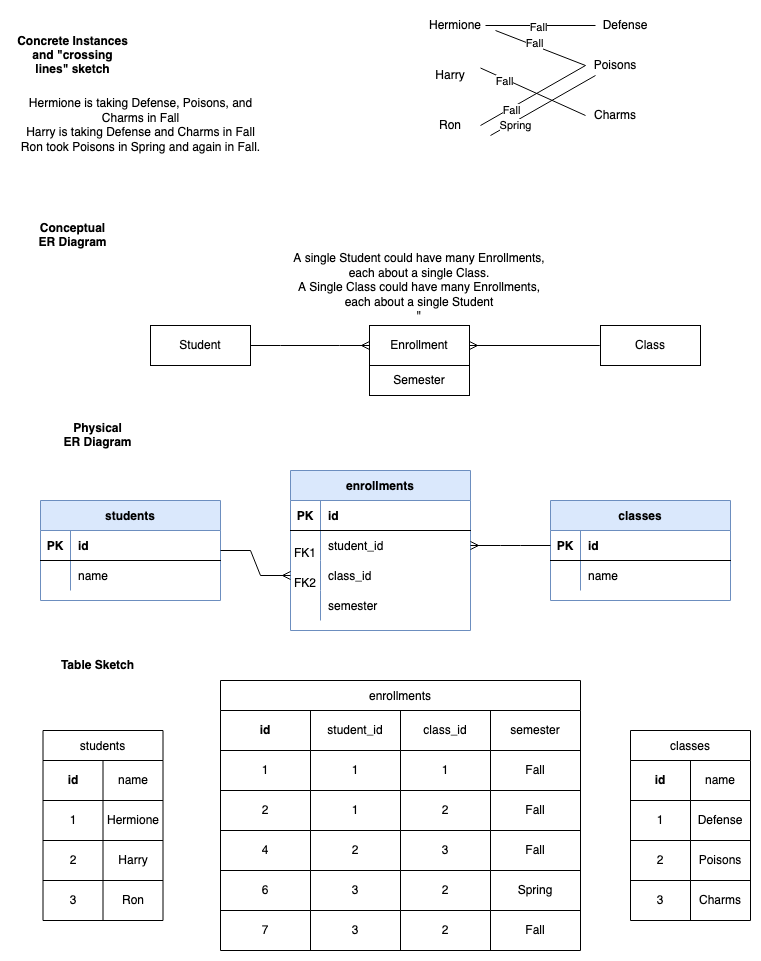 Concrete Instances
and "crossing
lines" sketch
Hermione is taking Defense, Poisons, and
Charms in Fall
Harry is taking Defense and Charms in Fall
Ron took Poisons in Spring and again in Fall.
Hermione Fall Defense
Fall
Poisons
Harry
Fall
Fall
Charms
Ron
Spring
Conceptual
ER Diagram
A single Student could have many Enrollments,
each about a single Class.
A Single Class could have many Enrollments,
each about a single Student
"
Student Enrollment Class
Semester
Physical
ER Diagram
students
PK id
name
enrollments
PK id
FK1 student_id
FK2 class_id
semester
classes
PK id
name
Table Sketch
students
id name
1 Hermione
2 Harry
3 Ron
enrollments
id student_id class_id semester
1 1 1 Fall
2 1 2 Fall
4 2 3 Fall
6 3 2 Spring
7 3 2 Fall
classes
id name
1 Defense
2 Poisons
3 Charms